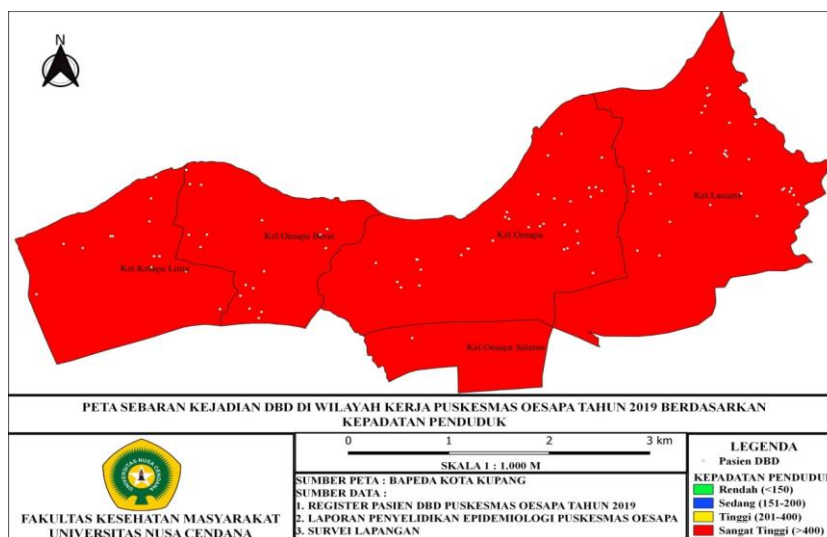 N
Kel.Lasiana
Kel.Oesapa Barat
Kel.Oesapa
Kel.Kelapa Lima
Kel.Oesapa Selatan
PETA SEBARAN KEJADIAN DBD DI WILAYAH KERJA PUSKESMAS OESAPA TAHUN 2019 BERDASARKAN
KEPADATAN PENDUDUK
UNIVERSITAS NUSA CENDANA
FAKULTAS KESEHATAN MASYARAKAT
UNIVERSITAS NUSA CENDANA
0 1 2 3 km
SKALA 1 : 1.000 M
SUMBER PETA : BAPEDA KOTA KUPANG
SUMBER DATA :
1. REGISTER PASIEN DBD PUSKESMAS OESAPA TAHUN 2019
2. LAPORAN PENYELIDIKAN EPIDEMIOLOGI PUSKESMAS OESAPA
3. SURVEI LAPANGAN
LEGENDA
Pasien DBD
KEPADATAN PENDUDUK
Rendah (<150)
Sedang (151-200)
Tinggi (201-400)
Sangat Tinggi (>400)